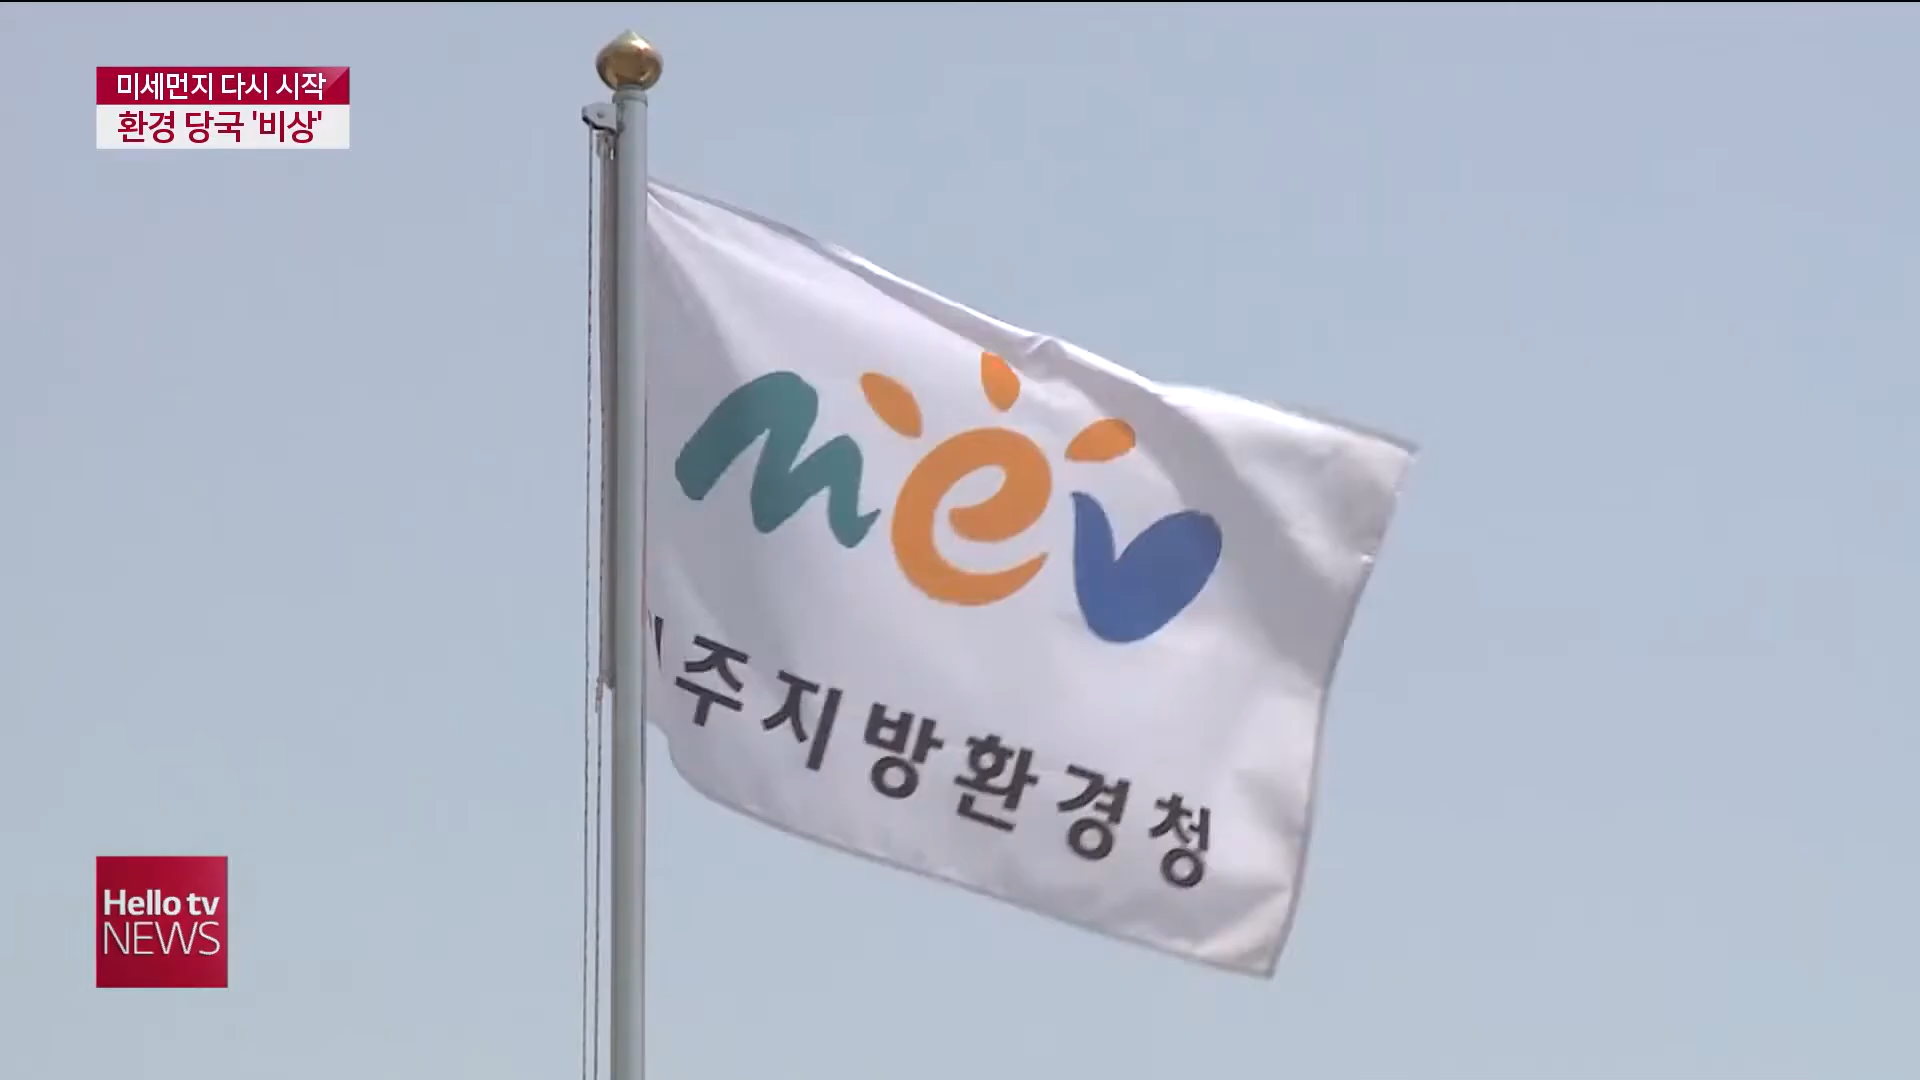 미세먼지 다시 시작
환경 당국 '비상'
mev
주지방환경청
Hello tv
NEWS